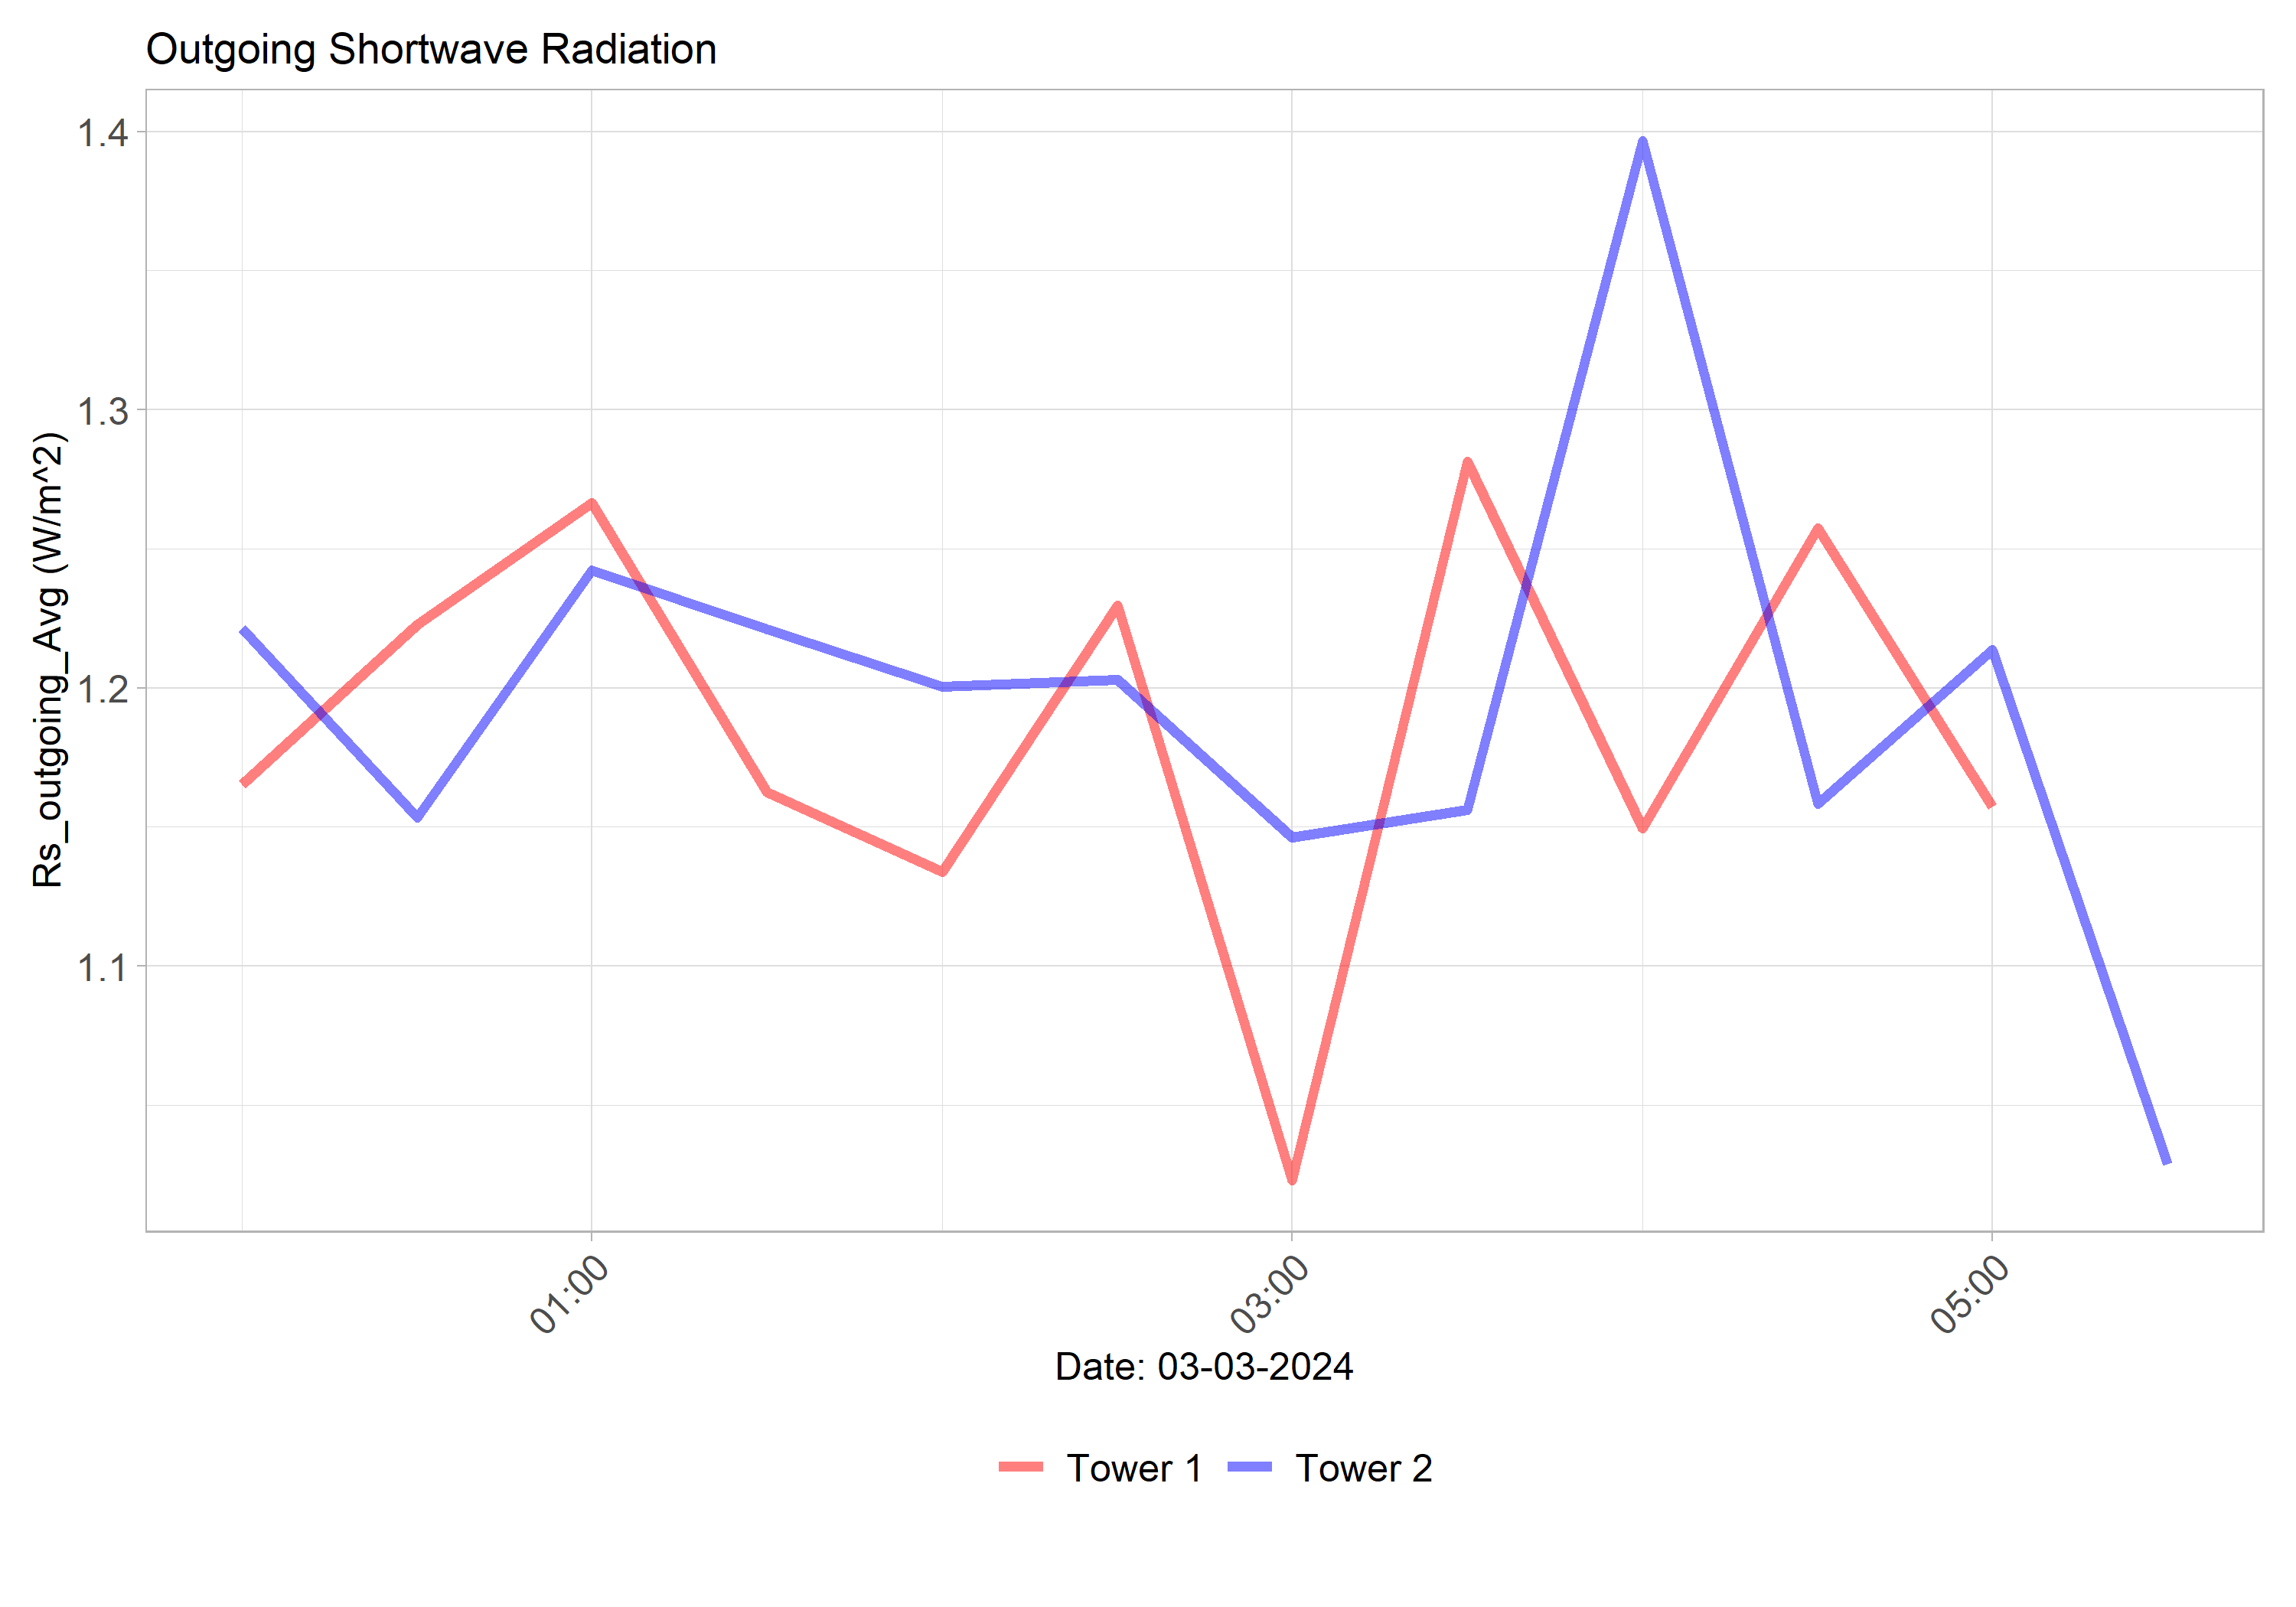 Outgoing Shortwave Radiation
Rs_outgoing_Avg (W/m^2)
1.4
1.3
1.2
1.1
01:00
03:00
05:00
Date: 03-03-2024
Tower 1
Tower 2